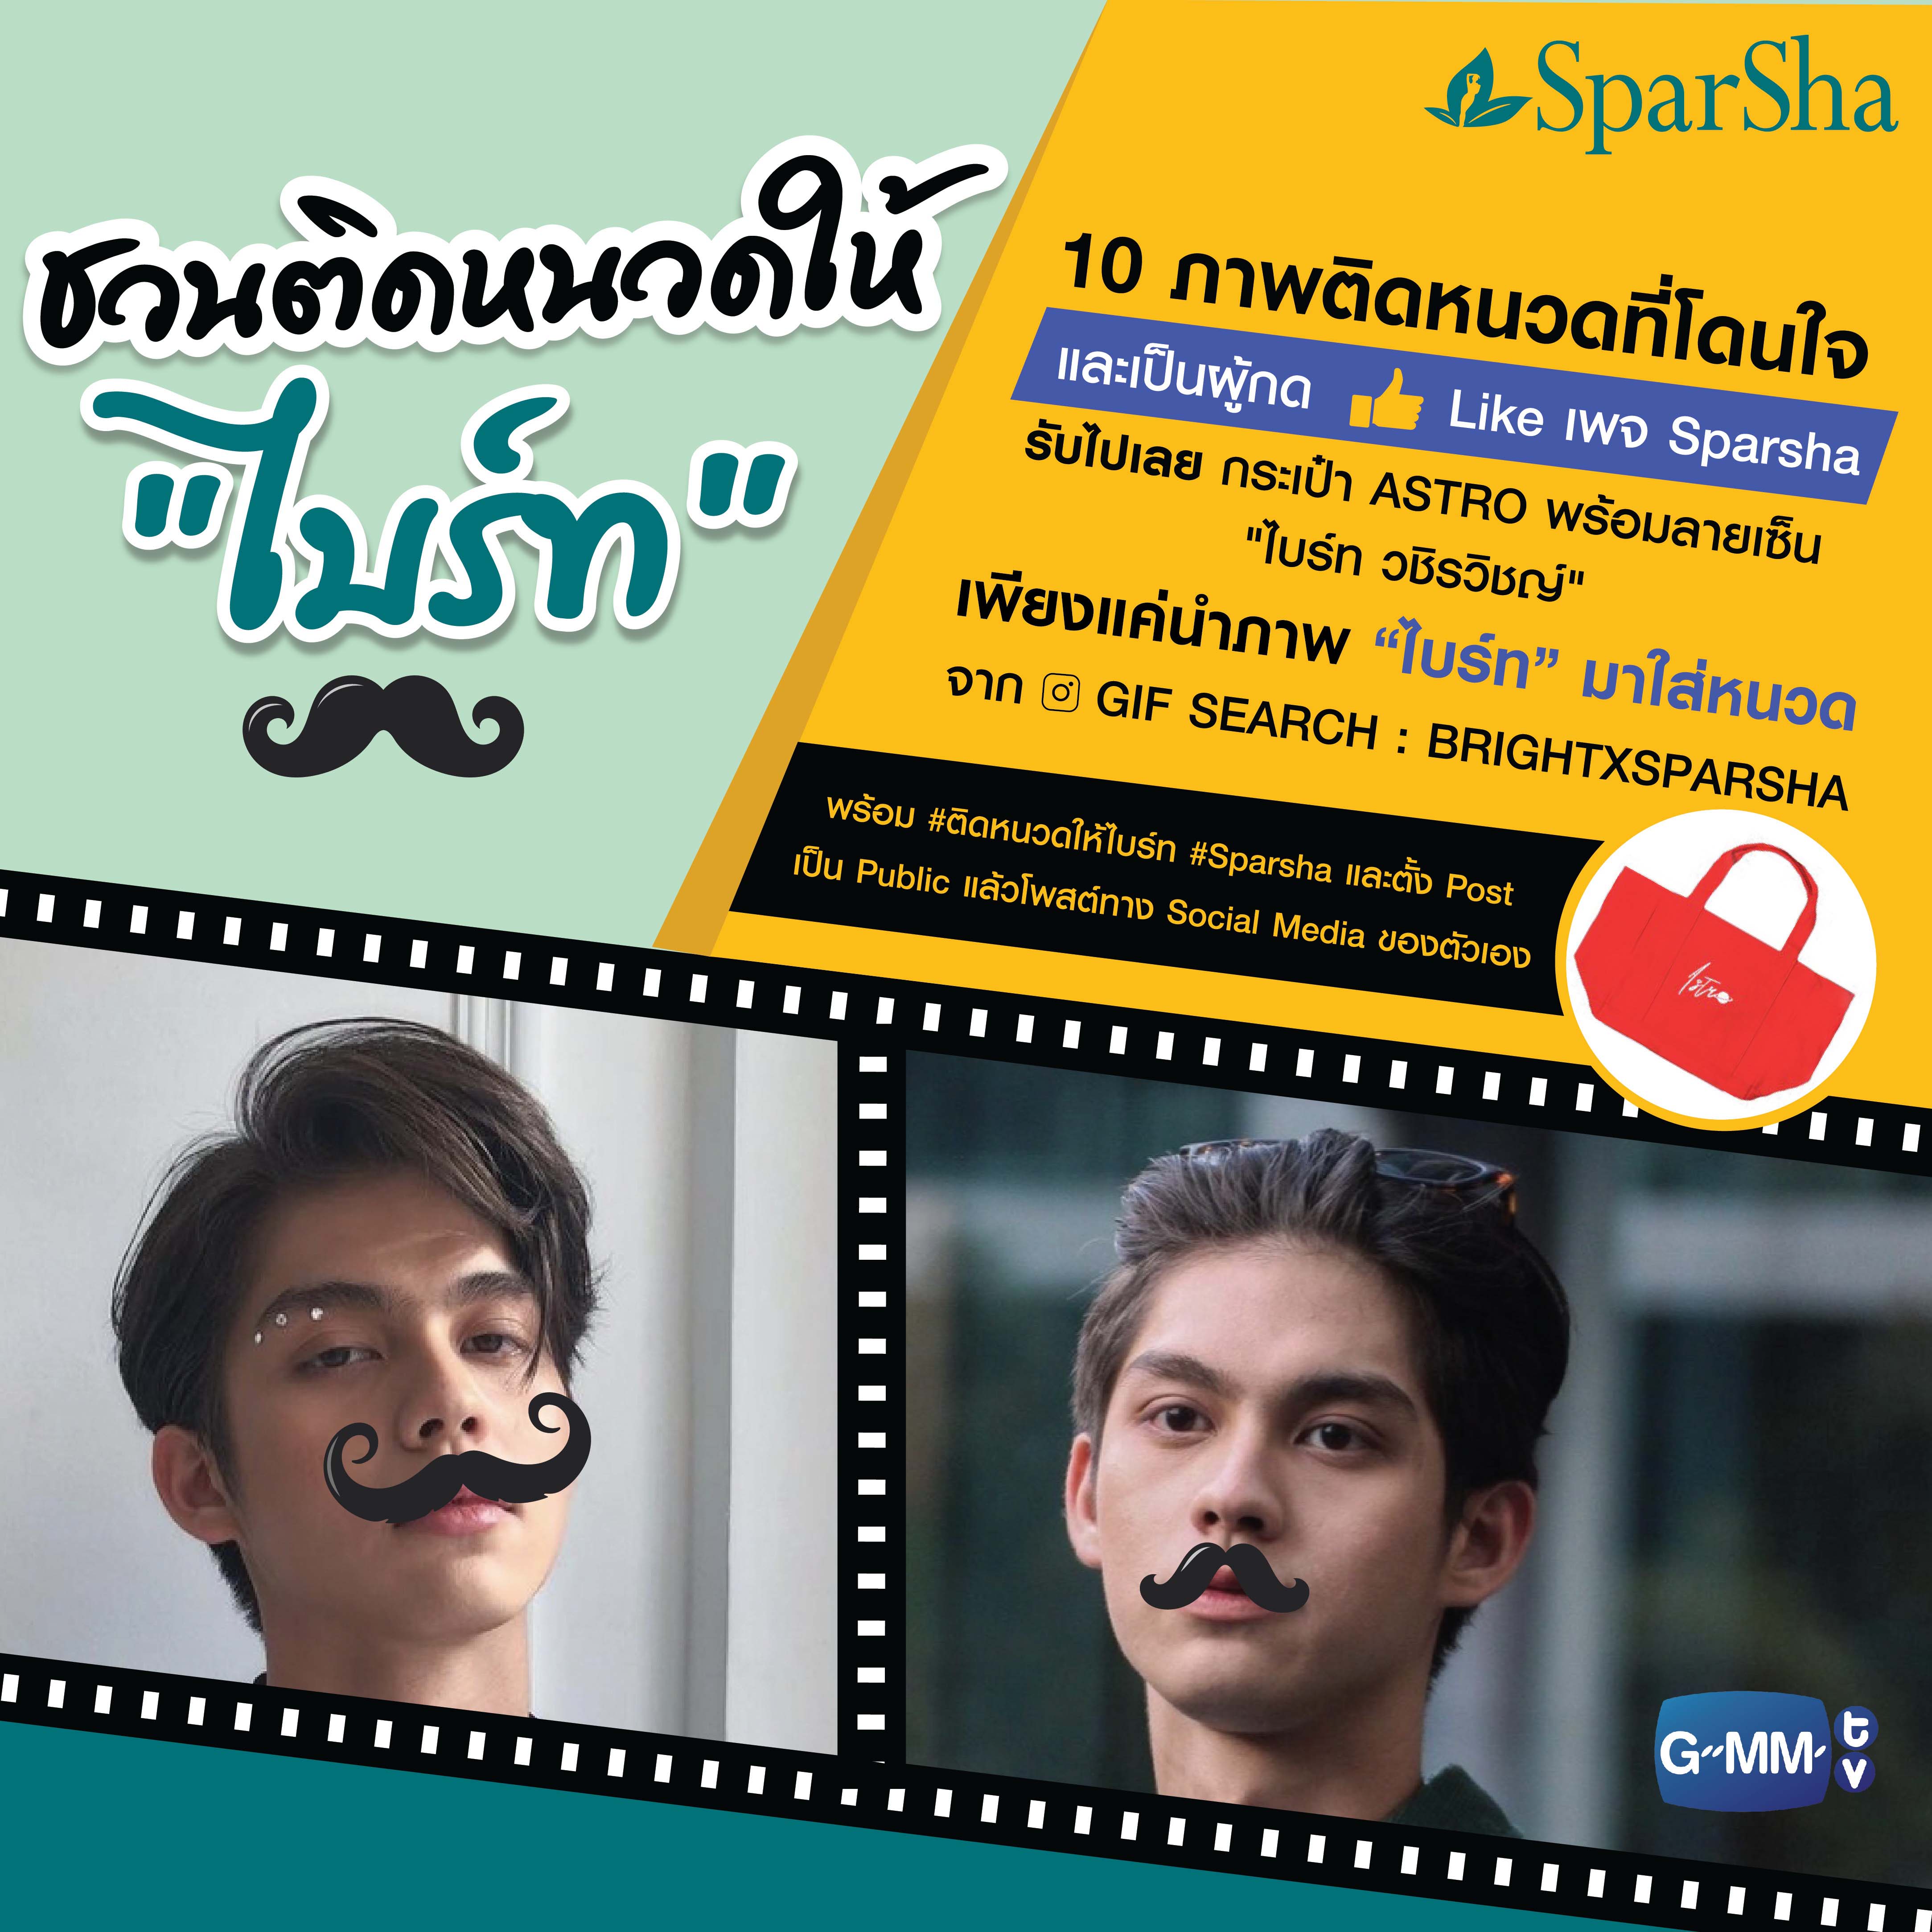 ชวนติดหนวดให้
"ไบร์ท"
SparSha
10 ภาพติดหนวดที่โดนใจ
และเป็นผู้กด Like เพจ Sparsha
รับไปเลย กระเป๋า ASTRO พร้อมลายเซ็น
"ไบร์ท วชิรวิชญ์"
เพียงแค่นำภาพ “ไบร์ท” มาใส่หนวด
จาก GIF SEARCH : BRIGHTXSPARSHA
พร้อม #ติดหนวดให้ไบร์ท #Sparsha และตั้ง Post
เป็น Public แล้วโพสต์ทาง Social Media ของตัวเอง
Astro
G-MM-tv